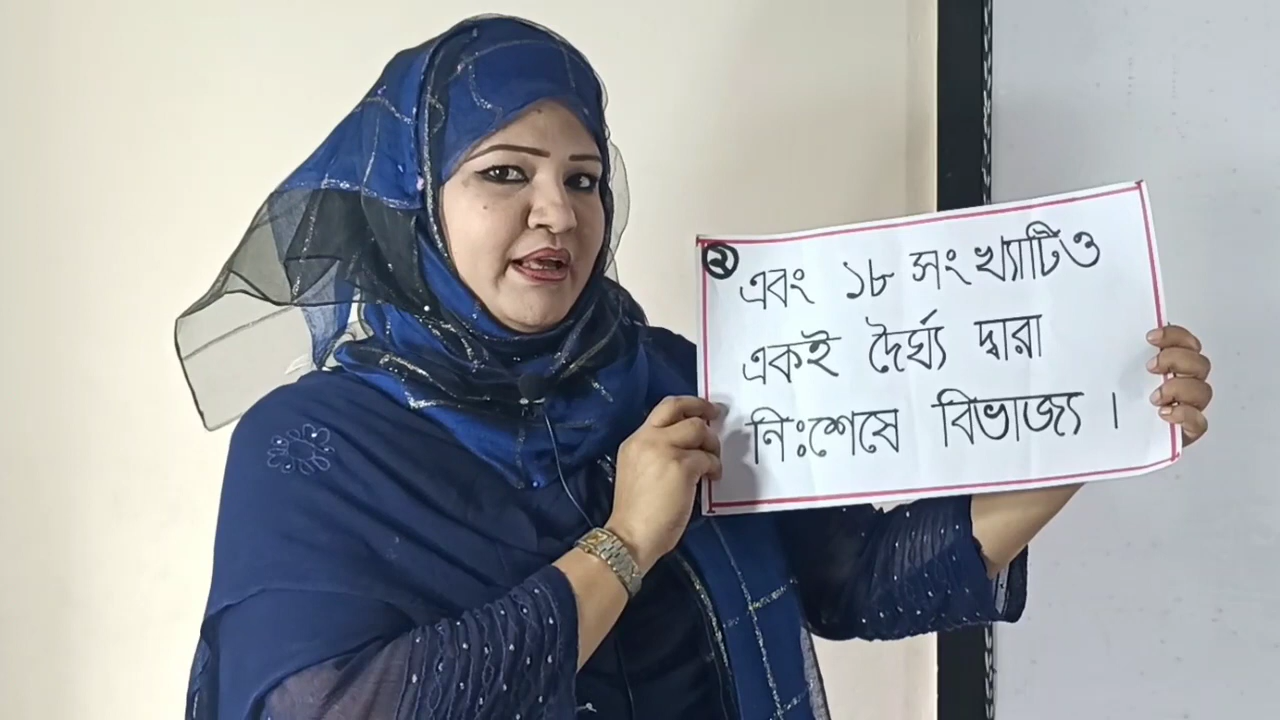 ২
এবং ১৮ সংখ্যাটিও
একই দৈর্ঘ্য দ্বারা
নিঃশেষে বিভাজ্য ।